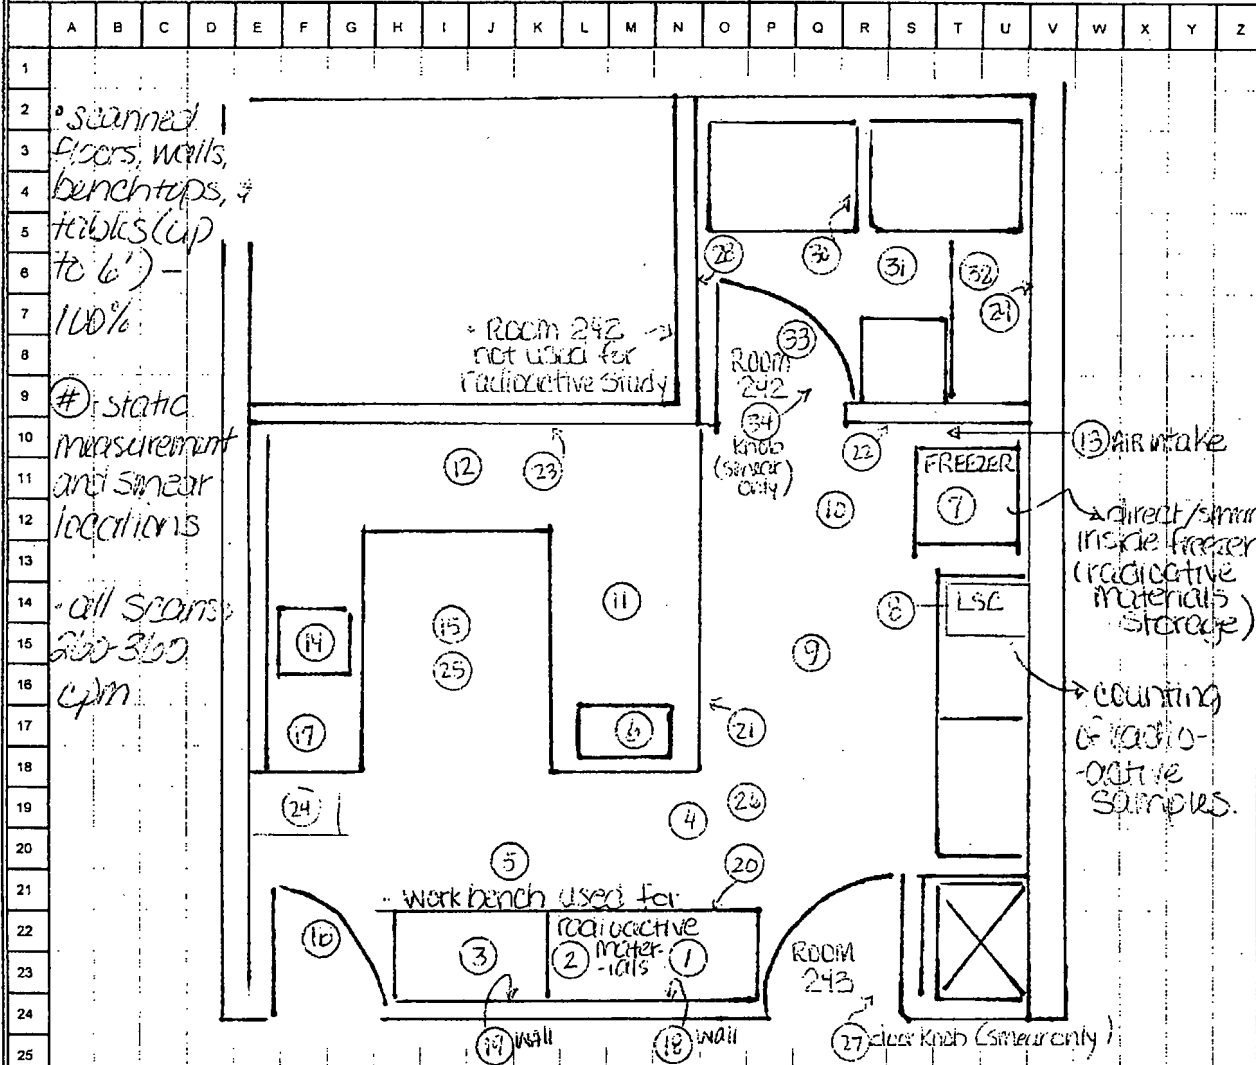 A B C D E F G H I J K L M N O P Q R S T U V W X Y Z
1
2
3
4
5
6
7
8
9
10
11
12
13
14
15
16
17
18
19
20
21
22
23
24
25
• scanned
floors, walls,
benchtops, &
tables (up
to 6') –
100%
# : static
measurement
and smear
locations
• all scans:
260-360
cpm
• Room 242
not used for
radioactive study
28
30
31
32
29
33
Room
242
34
knob
(smear
only)
22
13 AIR intake
FREEZER
7
direct/smear
inside freezer
(radioactive
materials
storage)
12
23
10
11
8
LSC
14
15
25
9
counting
of radio-
-active
samples.
17
6
21
24
4
26
5
20
• workbench used for
radioactive
mater-
-ials
16
3
2
1
ROOM
243
19 wall
18 wall
27 door knob (smear only)